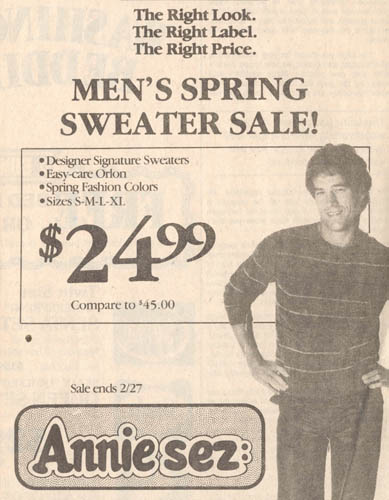 The Right Look.
The Right Label.
The Right Price.
MEN'S SPRING
SWEATER SALE!
•Designer Signature Sweaters
•Easy-care Orlon
•Spring Fashion Colors
•Sizes S-M-L-XL
$24.99
Compare to $45.00
Sale ends 2/27
Annie sez: